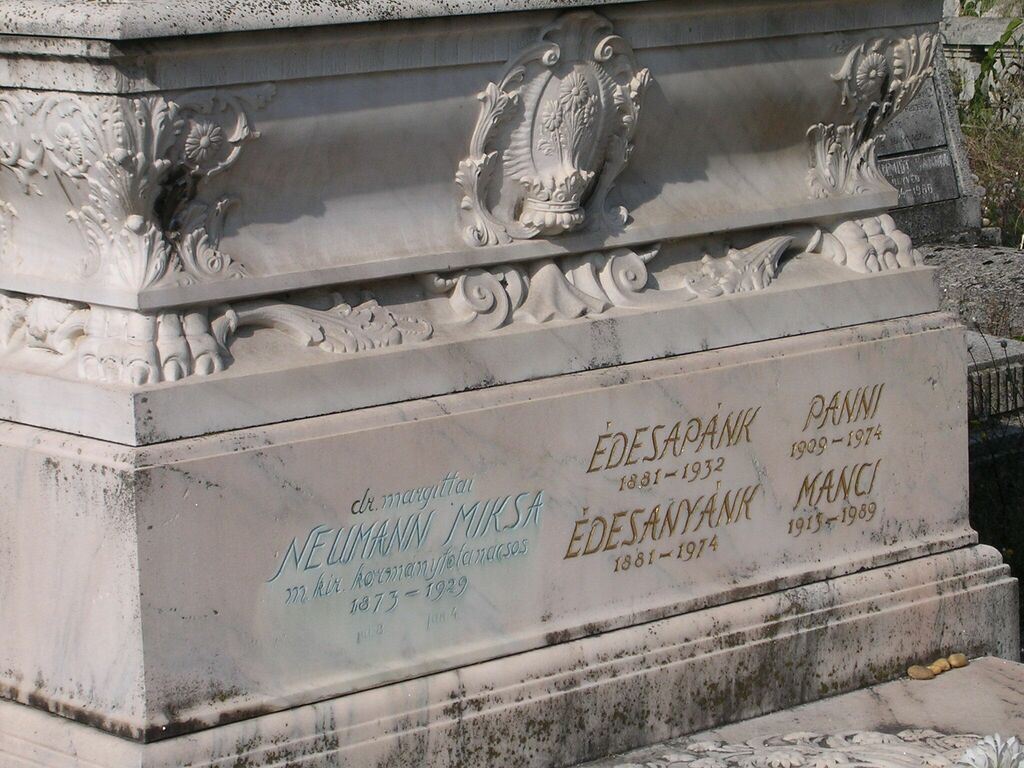 dr. margittai
NEUMANN MIKSA
m. kir. kormányfőtanácsos
1873 – 1929
ÉDESAPÁNK
1881 – 1932
ÉDESANYÁNK
1881 – 1974
PANNI
1909 – 1974
MANCI
1913 – 1989
1986